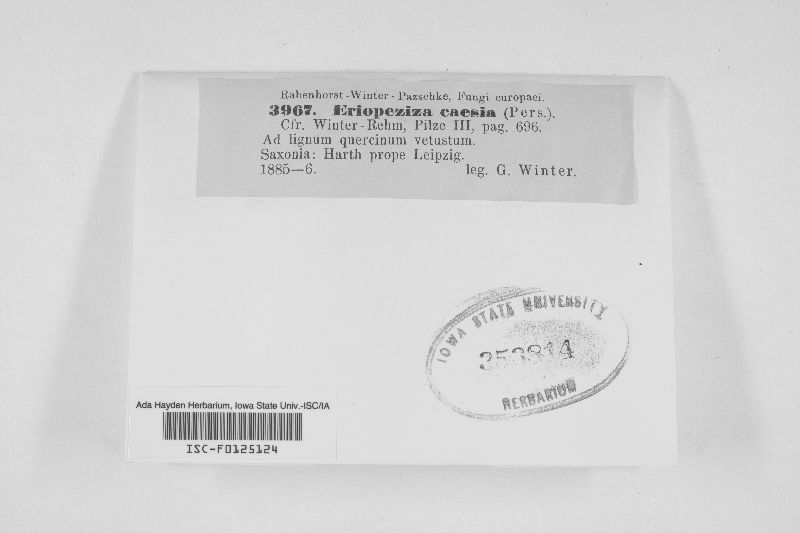 Rabenhorst-Winter-Pazschke, Fungi europaei.
3967. Eriopeziza caesia (Pers.).
Cfr. Winter-Rehm, Pilze III, pag. 696.
Ad lignum quercinum vetustum.
Saxonia: Harth prope Leipzig.
1885—6. leg. G. Winter.
IOWA STATE UNIVERSITY
HERBARIUM
Ada Hayden Herbarium, Iowa State Univ.-ISC/IA
ISC-F0125124